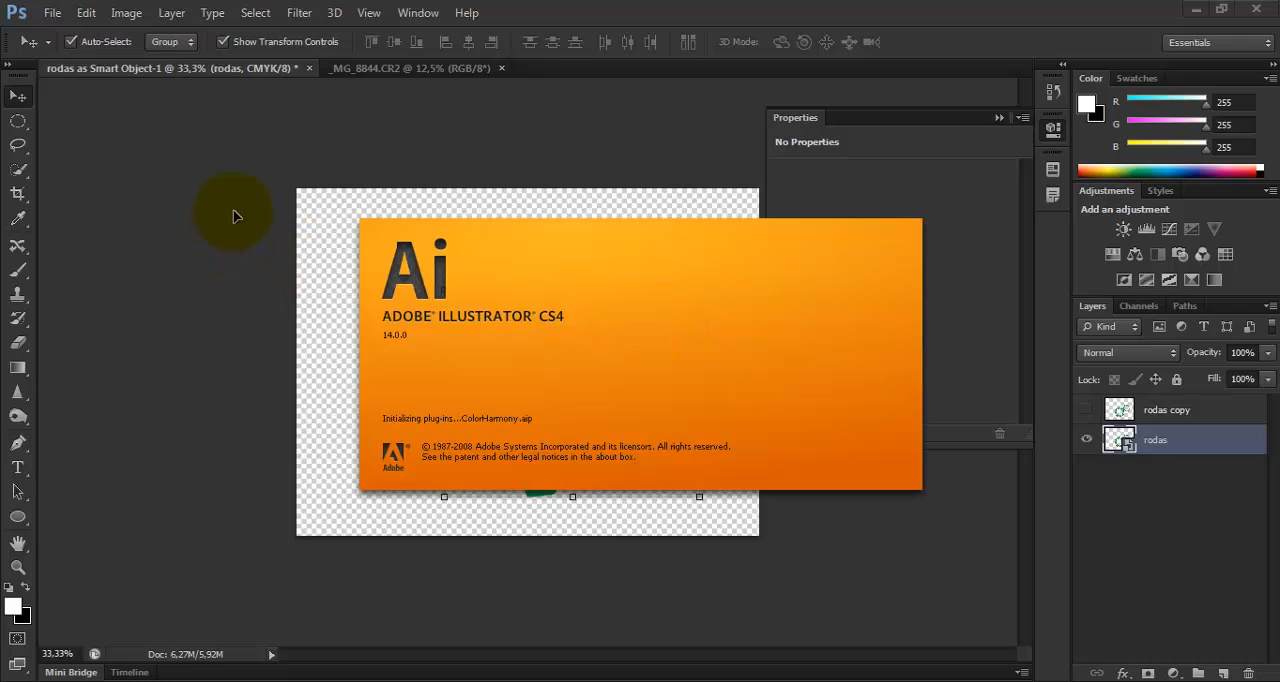 Ps File Edit Image Layer Type Select Filter 3D View Window Help
Auto-Select: Group Show Transform Controls 3D Mode: Essentials
rodas as Smart Object-1 @ 33,3% (rodas, CMYK/8) * × _MG_8844.CR2 @ 12,5% (RGB/8*) ×
Color Swatches
R 255
G 255
B 255
Properties
No Properties
Adjustments Styles
Add an adjustment
Ai
ADOBE® ILLUSTRATOR® CS4
14.0.0
Initializing plug-ins...ColorHarmony.aip
Adobe
© 1987-2008 Adobe Systems Incorporated and its licensors. All rights reserved.
See the patent and other legal notices in the about box.
Layers Channels Paths
Kind
Normal Opacity: 100%
Lock: Fill: 100%
rodas copy
rodas
33,33% Doc: 6,27M/5,92M
Mini Bridge Timeline